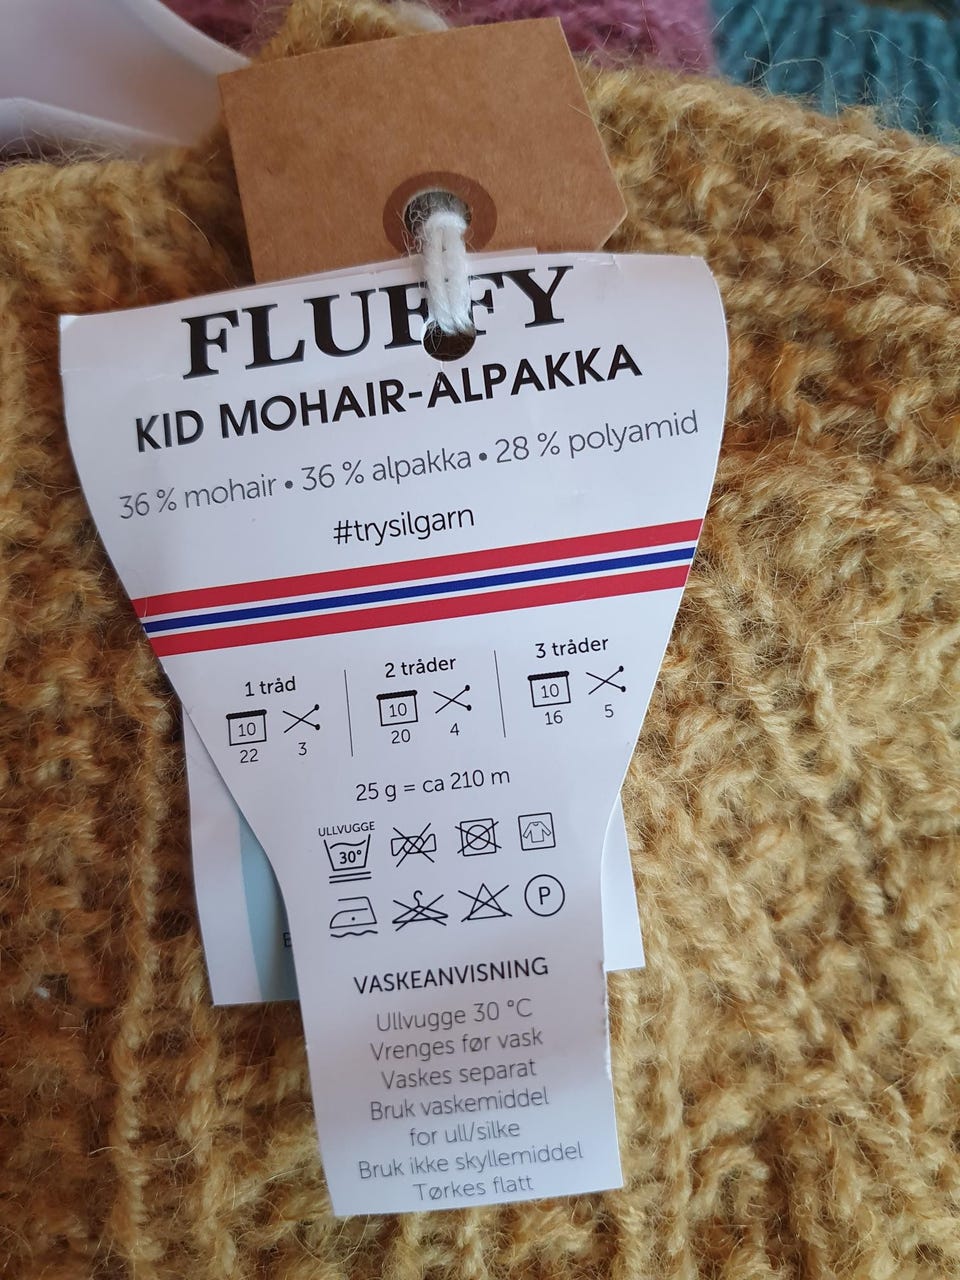 FLUFFY
KID MOHAIR-ALPAKKA
36 % mohair • 36 % alpakka • 28 % polyamid
#trysilgarn
1 tråd
10
22
3
2 tråder
10
20
4
3 tråder
10
16
5
25 g = ca 210 m
ULLVUGGE
30°
P
VASKEANVISNING
Ullvugge 30 °C
Vrenges før vask
Vaskes separat
Bruk vaskemiddel
for ull/silke
Bruk ikke skyllemiddel
Tørkes flatt